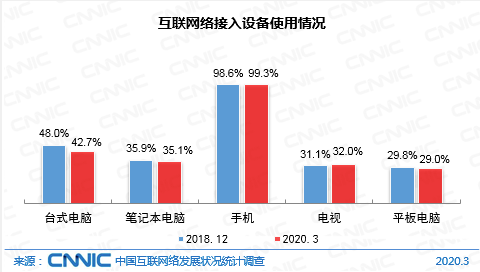 互联网络接入设备使用情况
98.6% 99.3%
48.0% 42.7%
35.9% 35.1%
31.1% 32.0%
29.8% 29.0%
台式电脑 笔记本电脑 手机 电视 平板电脑
2018.12 2020.3
来源：CNNIC 中国互联网络发展状况统计调查 2020.3